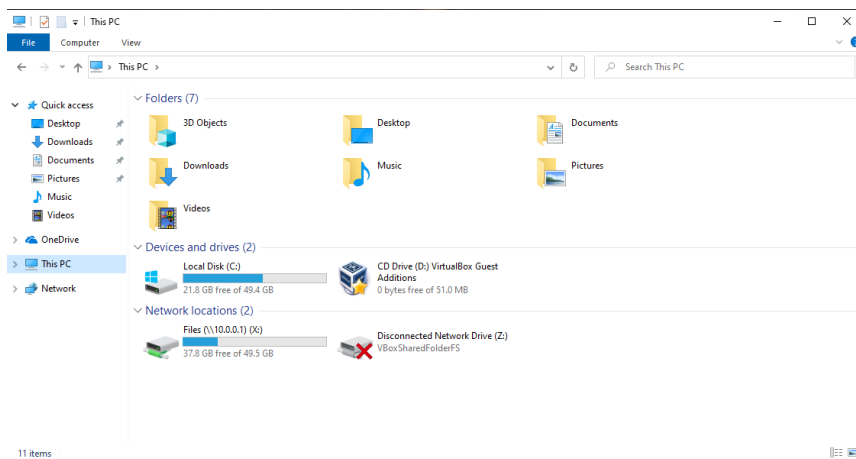 This PC
File Computer View
This PC
Search This PC
Quick access
Desktop
Downloads
Documents
Pictures
Music
Videos
OneDrive
This PC
Network
Folders (7)
3D Objects
Desktop
Documents
Downloads
Music
Pictures
Videos
Devices and drives (2)
Local Disk (C:)
21.8 GB free of 49.4 GB
CD Drive (D:) VirtualBox Guest
Additions
0 bytes free of 51.0 MB
Network locations (2)
Files (\\10.0.0.1) (X:)
37.8 GB free of 49.5 GB
Disconnected Network Drive (Z:)
VBoxSharedFolderFS
11 items